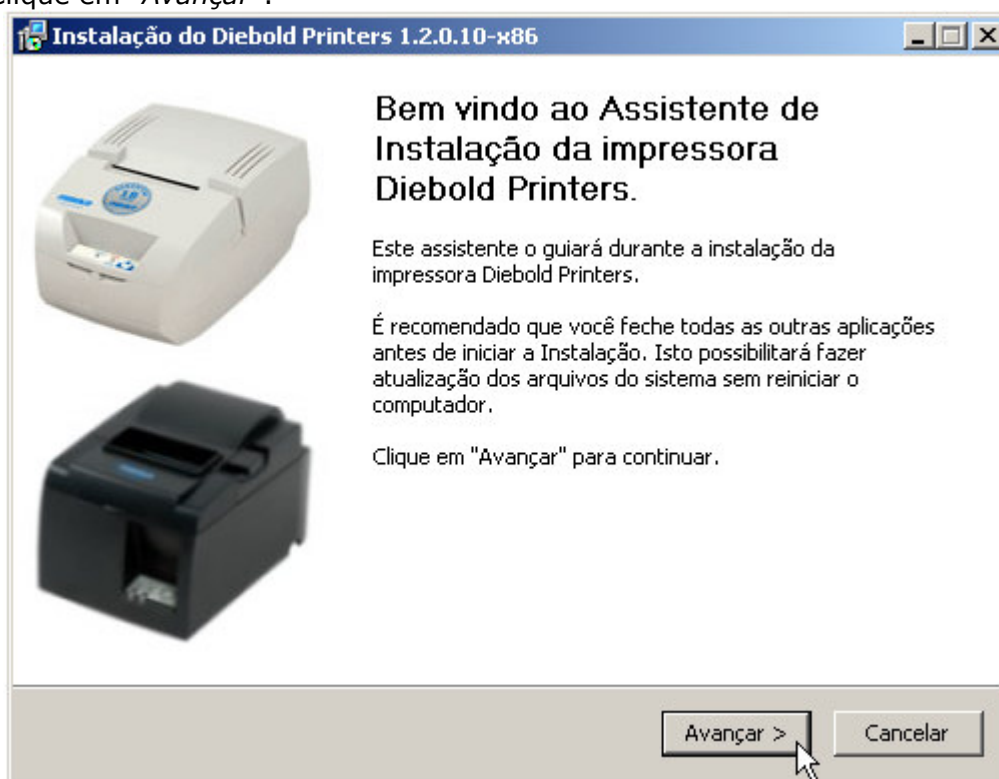 clique em "Avançar".
Instalação do Diebold Printers 1.2.0.10-x86
Bem vindo ao Assistente de
Instalação da impressora
Diebold Printers.
Este assistente o guiará durante a instalação da
impressora Diebold Printers.
É recomendado que você feche todas as outras aplicações
antes de iniciar a Instalação. Isto possibilitará fazer
atualização dos arquivos do sistema sem reiniciar o
computador.
Clique em "Avançar" para continuar.
Avançar >
Cancelar